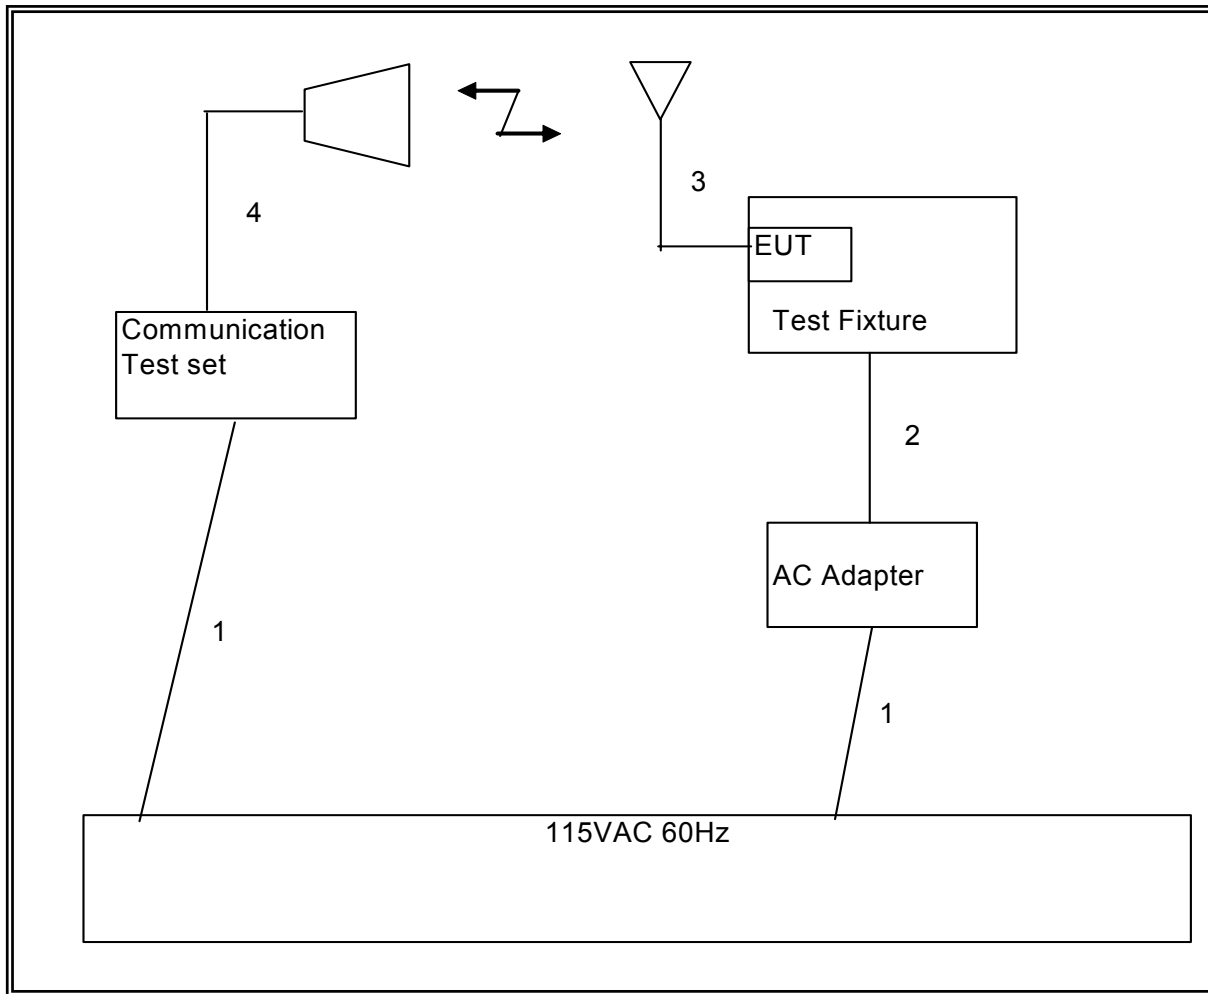 3
4
EUT
Test Fixture
Communication
Test set
2
AC Adapter
1
1
115VAC 60Hz